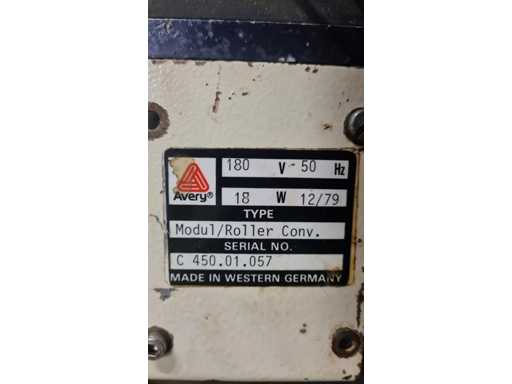 180 V~ 50 Hz
Avery®
18 W 12/79
TYPE
Modul/Roller Conv.
SERIAL NO.
C 450.01.057
MADE IN WESTERN GERMANY